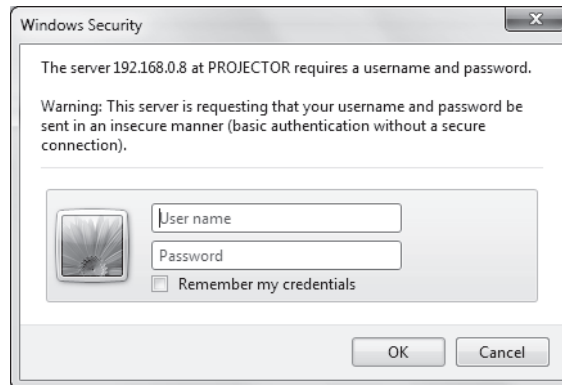 Windows Security
The server 192.168.0.8 at PROJECTOR requires a username and password.
Warning: This server is requesting that your username and password be
sent in an insecure manner (basic authentication without a secure
connection).
User name
Password
Remember my credentials
OK Cancel